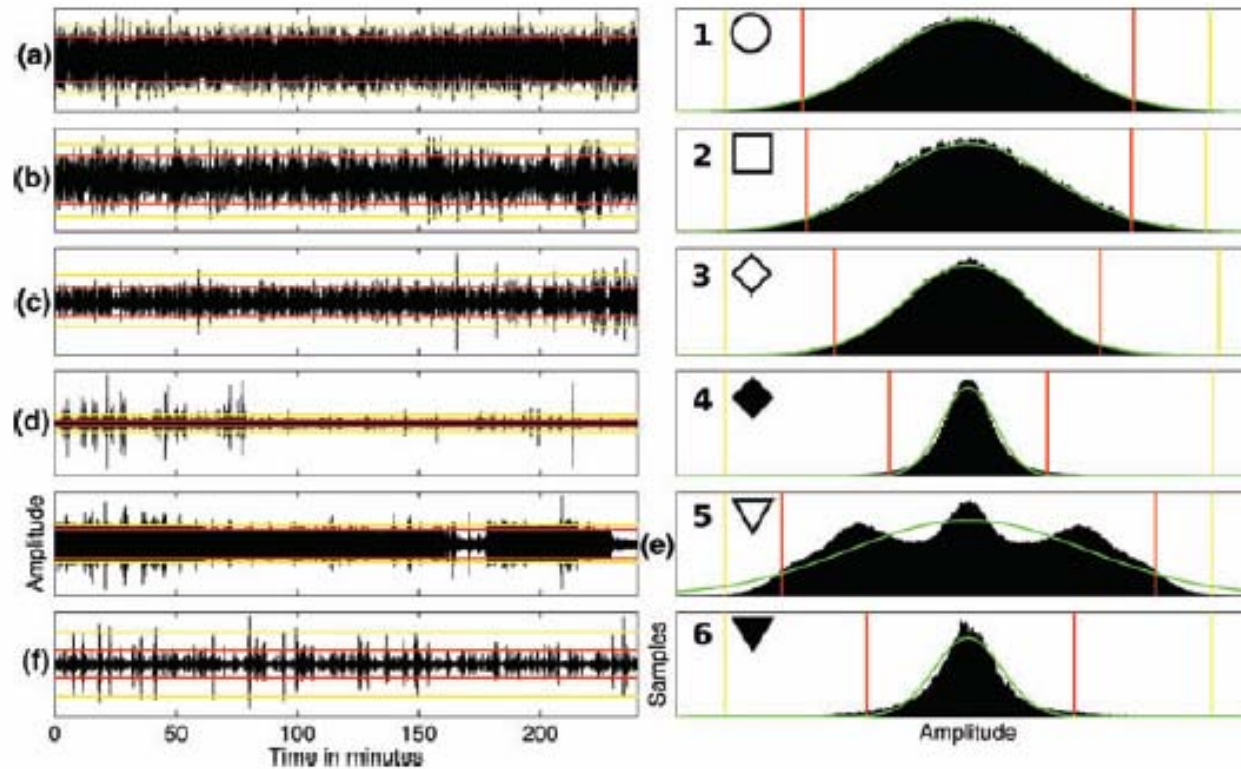 (a)
1
(b)
2
(c)
3
(d)
4
Amplitude
(e)
5
(f)
Samples
6
0 50 100 150 200
Time in minutes
Amplitude